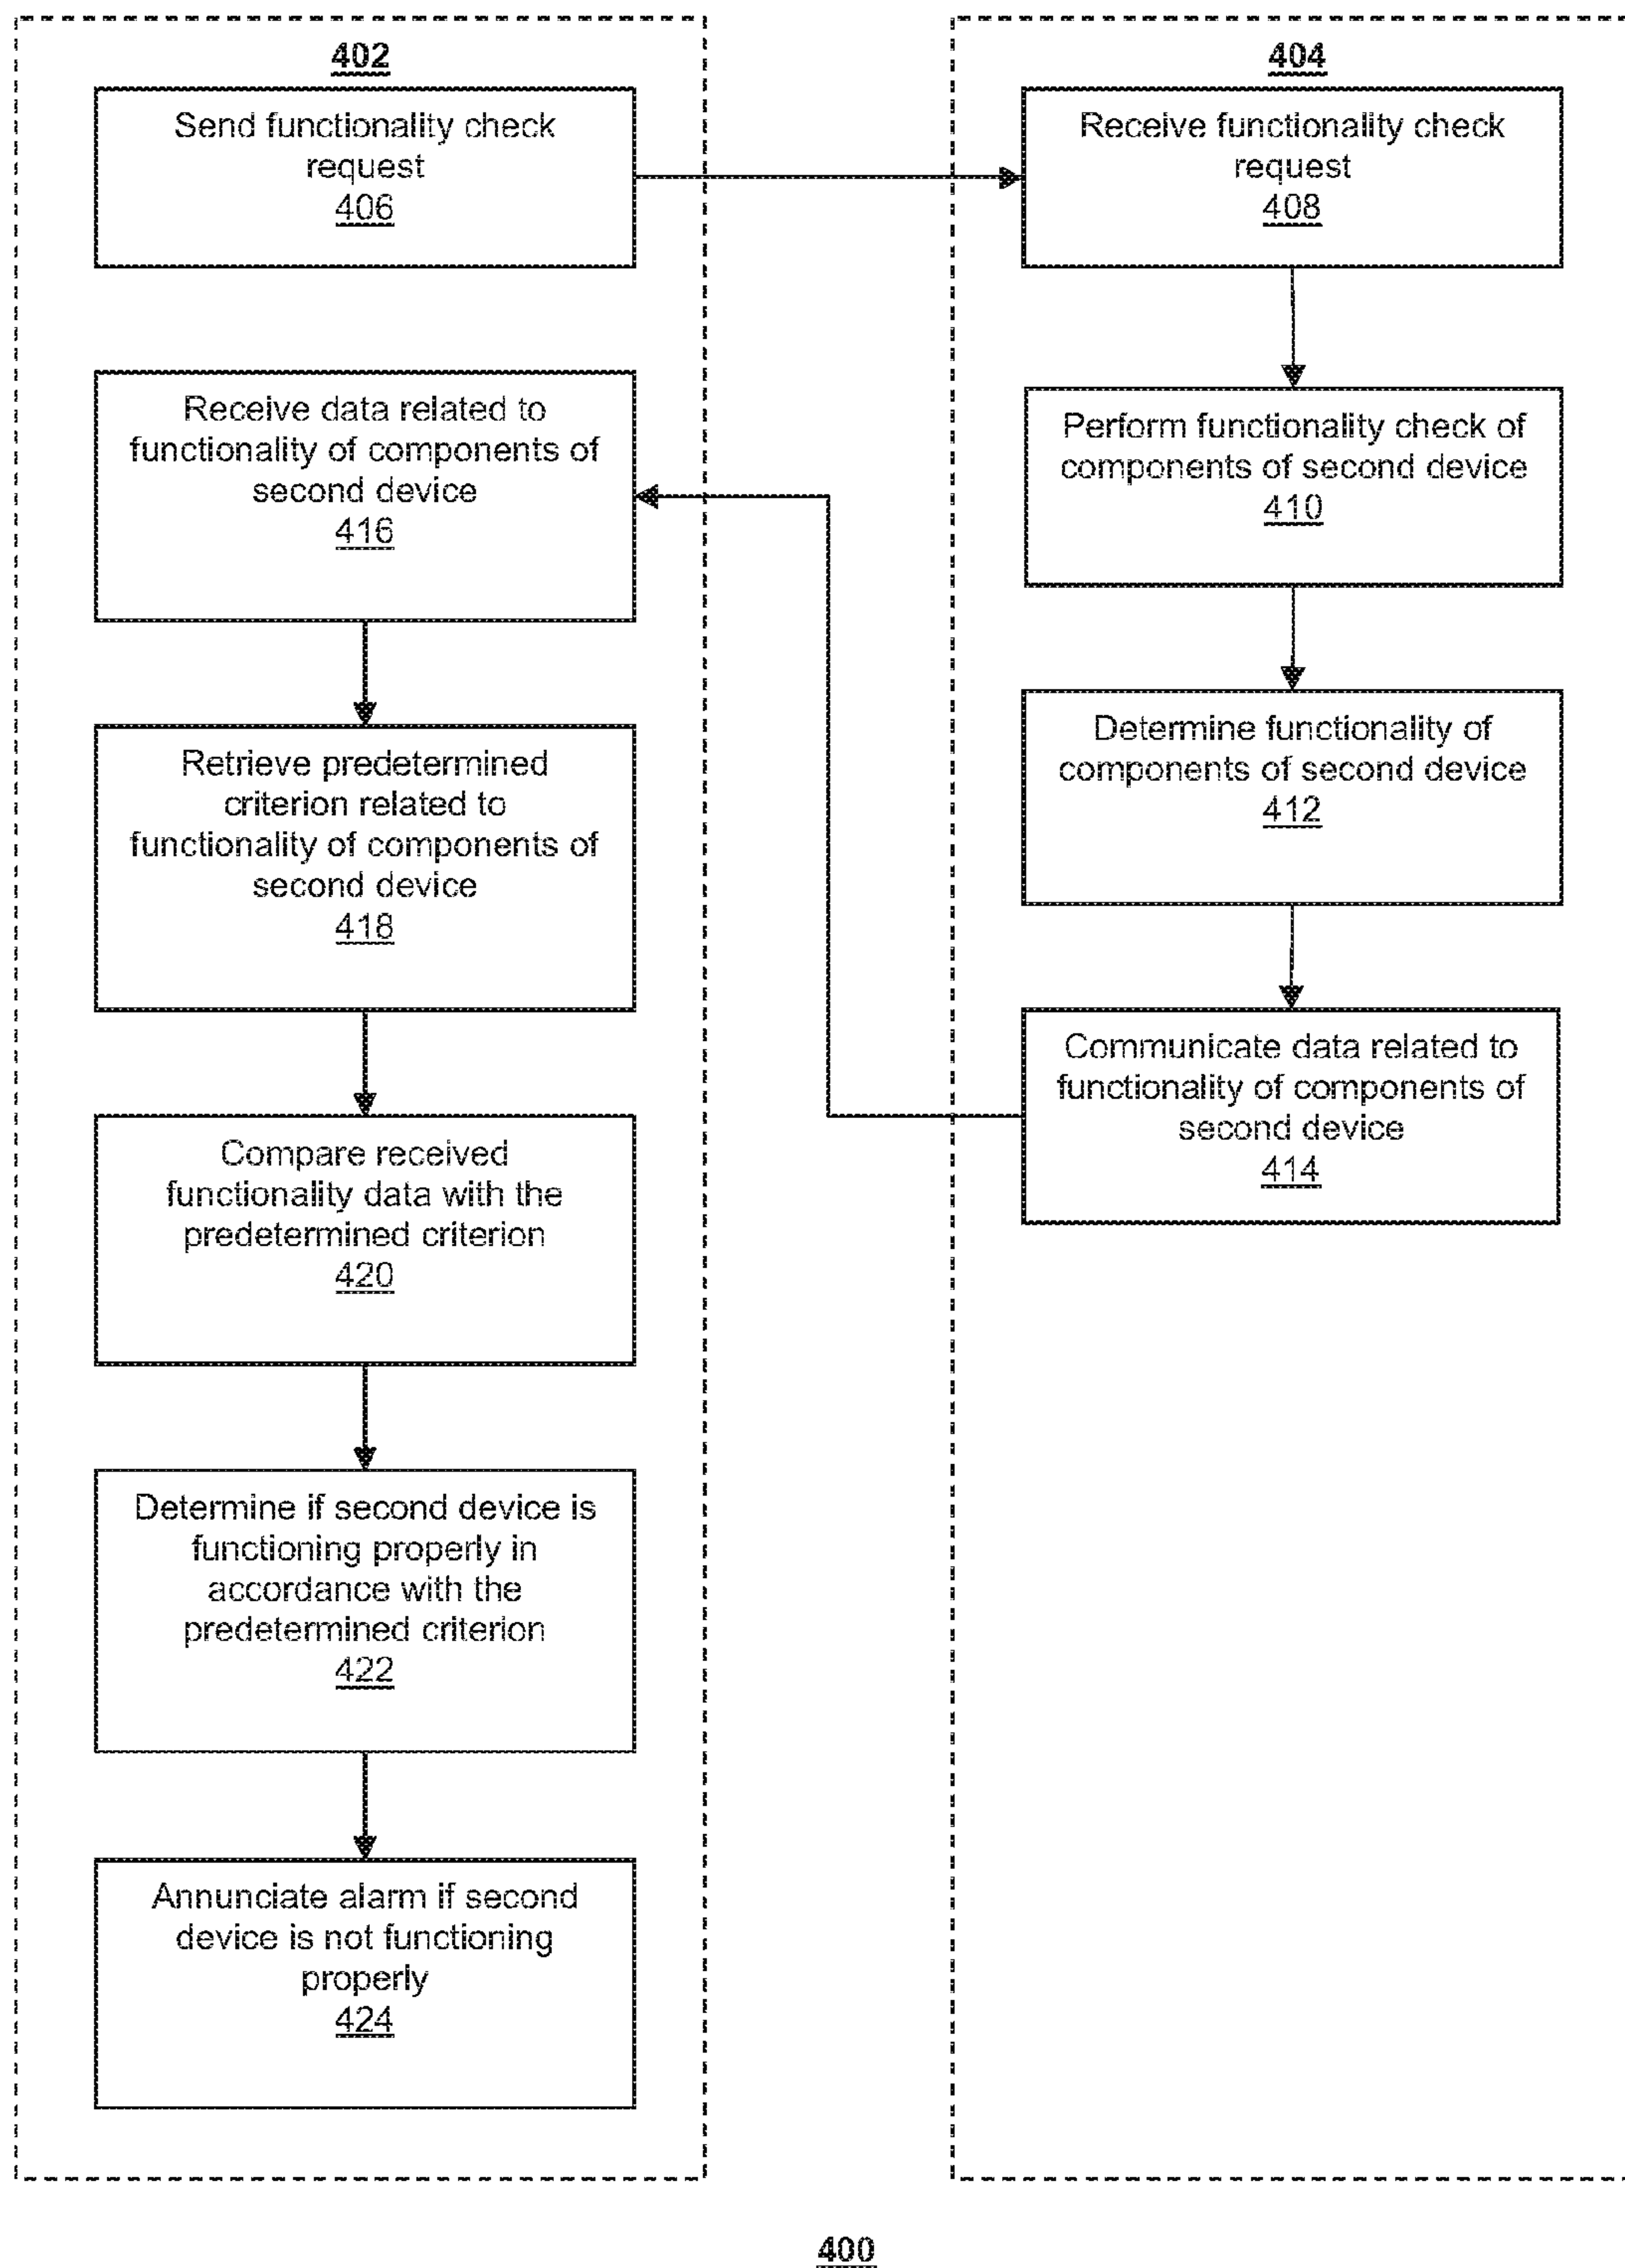 402
Send functionality check
request
406
Receive data related to
functionality of components of
second device
416
Retrieve predetermined
criterion related to
functionality of components of
second device
418
Compare received
functionality data with the
predetermined criterion
420
Determine if second device is
functioning properly in
accordance with the
predetermined criterion
422
Annunciate alarm if second
device is not functioning
properly
424
404
Receive functionality check
request
408
Perform functionality check of
components of second device
410
Determine functionality of
components of second device
412
Communicate data related to
functionality of components of
second device
414
400